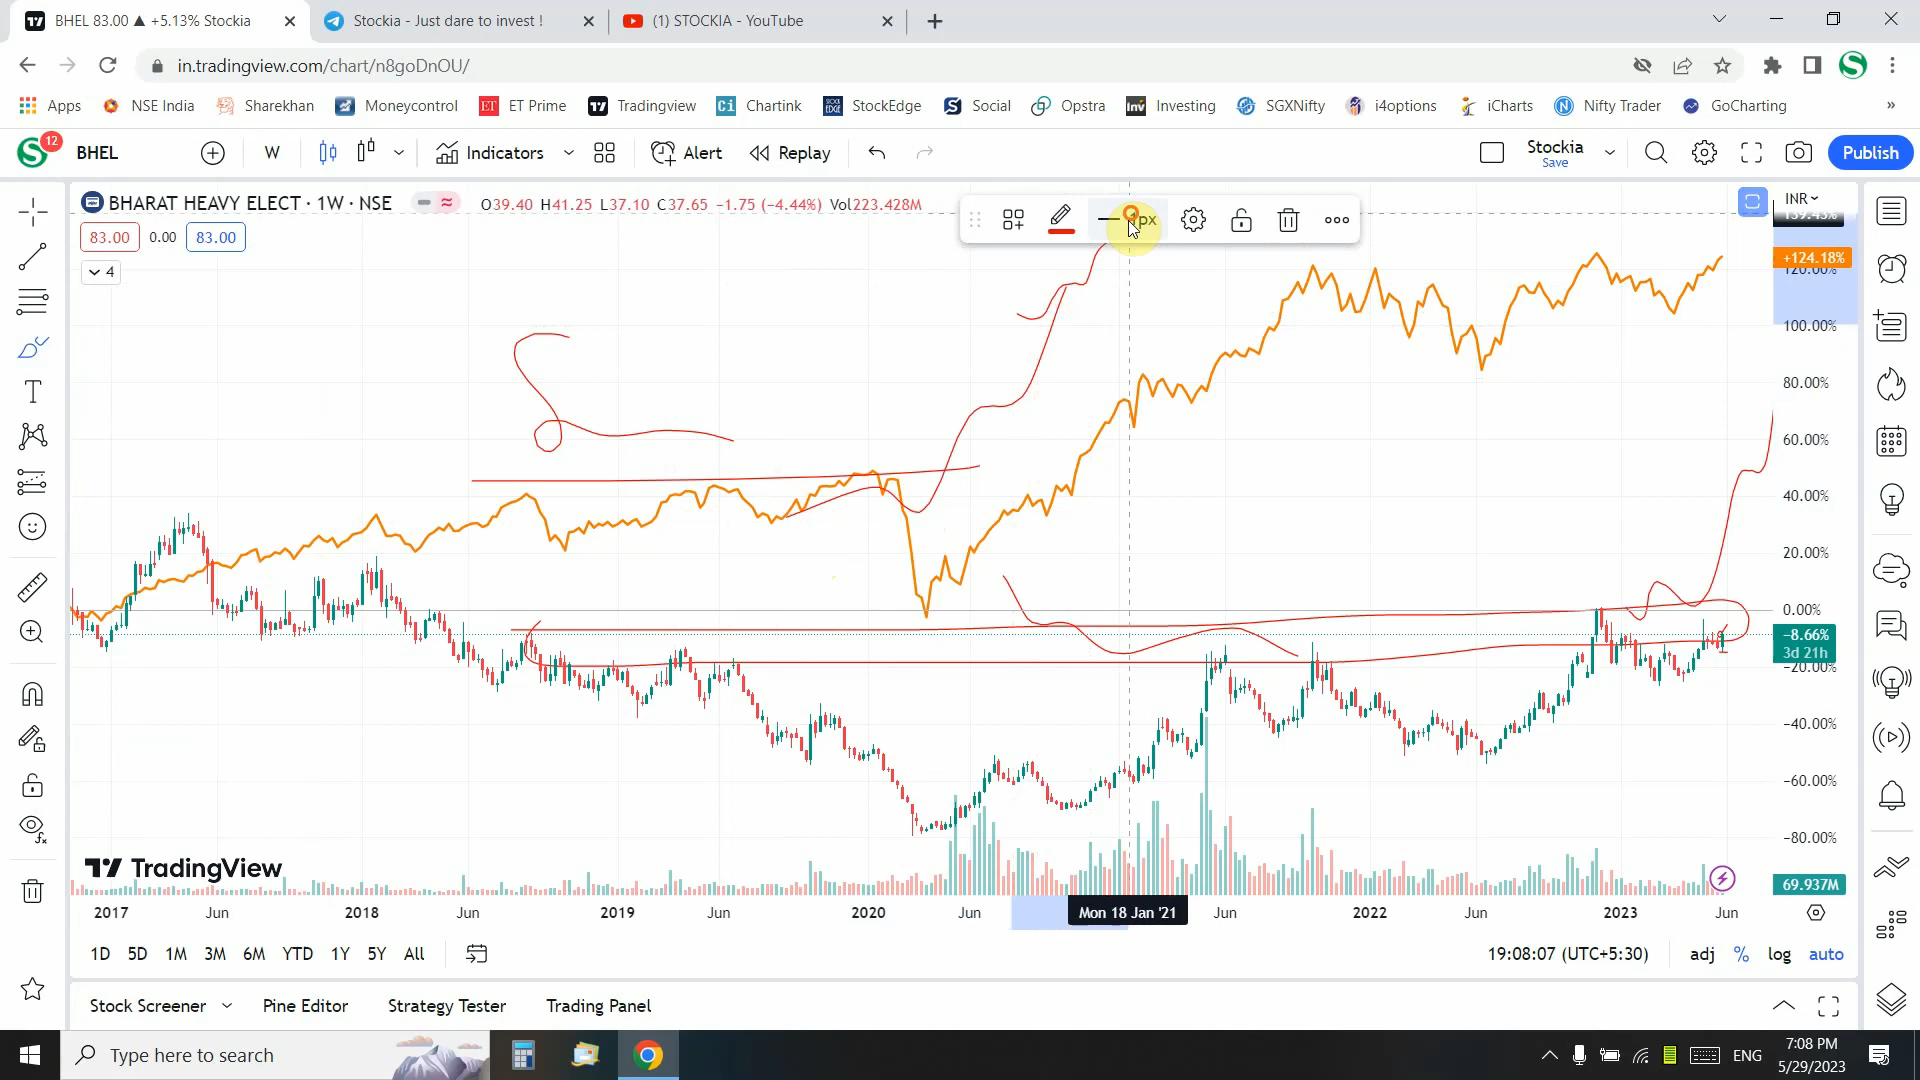 BHEL 83.00 ▲ +5.13% Stockia
Stockia - Just dare to invest !
(1) STOCKIA - YouTube
in.tradingview.com/chart/n8goDnOU/
Apps
NSE India
Sharekhan
Moneycontrol
ET Prime
Tradingview
Chartink
StockEdge
Social
Opstra
Investing
SGXNifty
i4options
iCharts
Nifty Trader
GoCharting
»
12
BHEL
W
Indicators
Alert
Replay
Stockia
Save
Publish
BHARAT HEAVY ELECT · 1W · NSE
O39.40 H41.25 L37.10 C37.65 −1.75 (−4.44%) Vol223.428M
INR
83.00 0.00 83.00
4
+124.18%
120.00%
100.00%
80.00%
60.00%
40.00%
20.00%
0.00%
−8.66%
3d 21h
−20.00%
−40.00%
−60.00%
−80.00%
69.937M
TradingView
2017 Jun 2018 Jun 2019 Jun 2020 Jun Mon 18 Jan '21 Jun 2022 Jun 2023 Jun
1D 5D 1M 3M 6M YTD 1Y 5Y All
19:08:07 (UTC+5:30)
adj % log auto
Stock Screener
Pine Editor
Strategy Tester
Trading Panel
Type here to search
ENG
7:08 PM
5/29/2023